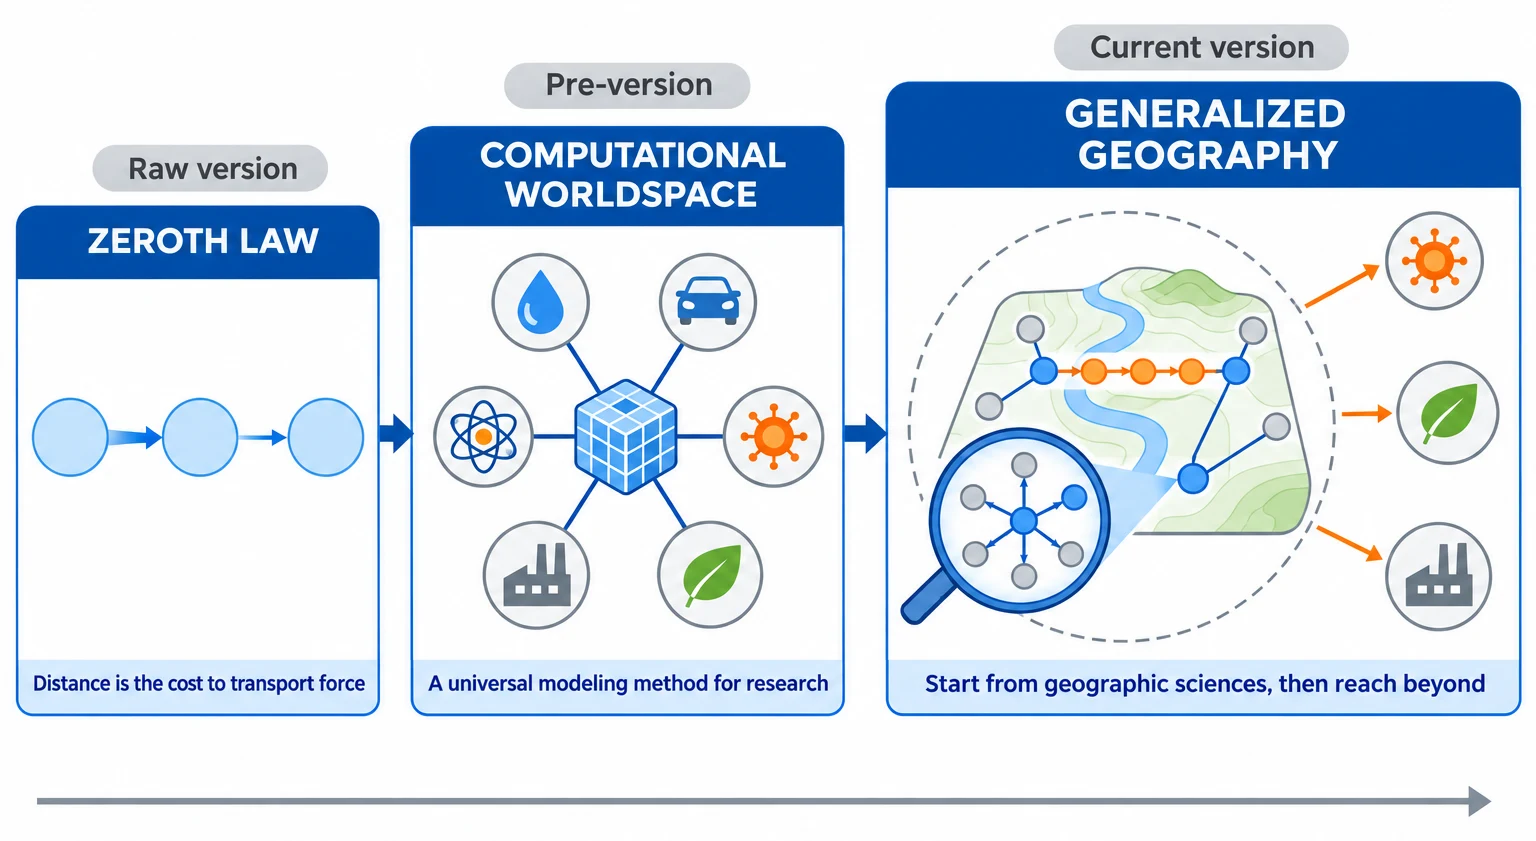 Raw version
ZEROTH LAW
Distance is the cost to transport force
Pre-version
COMPUTATIONAL
WORLDSPACE
A universal modeling method for research
Current version
GENERALIZED
GEOGRAPHY
Start from geographic sciences, then reach beyond